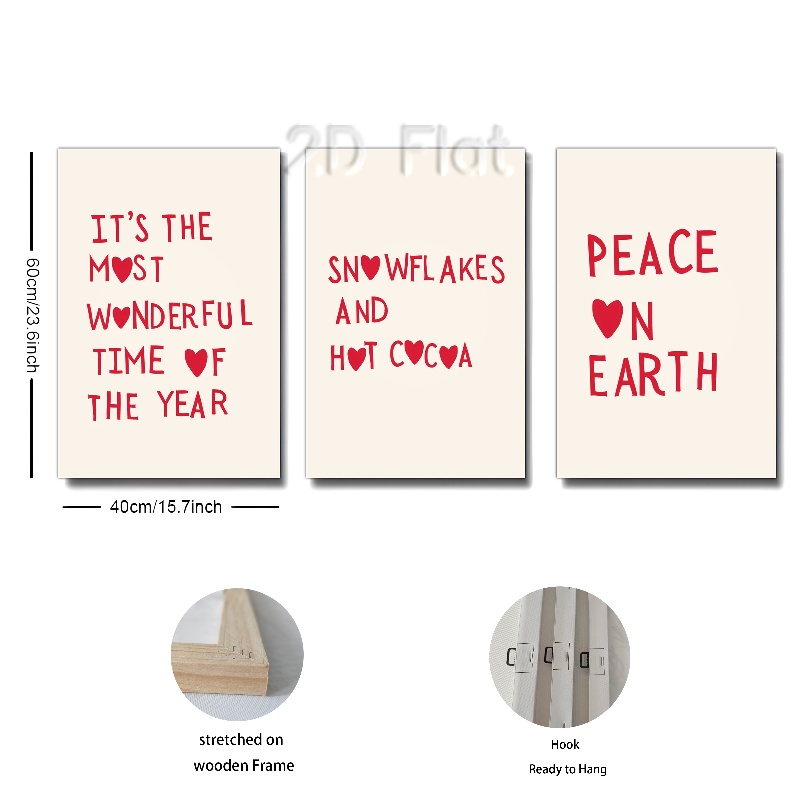 2D Flat
IT'S THE
MOST
WONDERFUL
TIME OF
THE YEAR
SNOWFLAKES
AND
HOT COCOA
PEACE
ON
EARTH
60cm/23.6inch
40cm/15.7inch
stretched on
wooden Frame
Hook
Ready to Hang